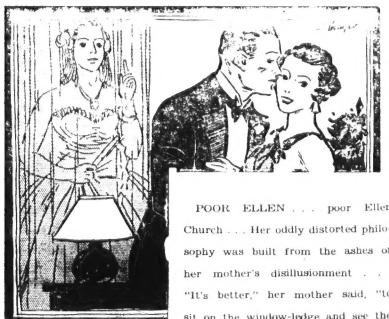 POOR ELLEN . . . poor Ellen
Church . . . Her oddly distorted philo-
sophy was built from the ashes of
her mother's disillusionment . . .
"It's better," her mother said, "to
sit on the window-ledge and see the